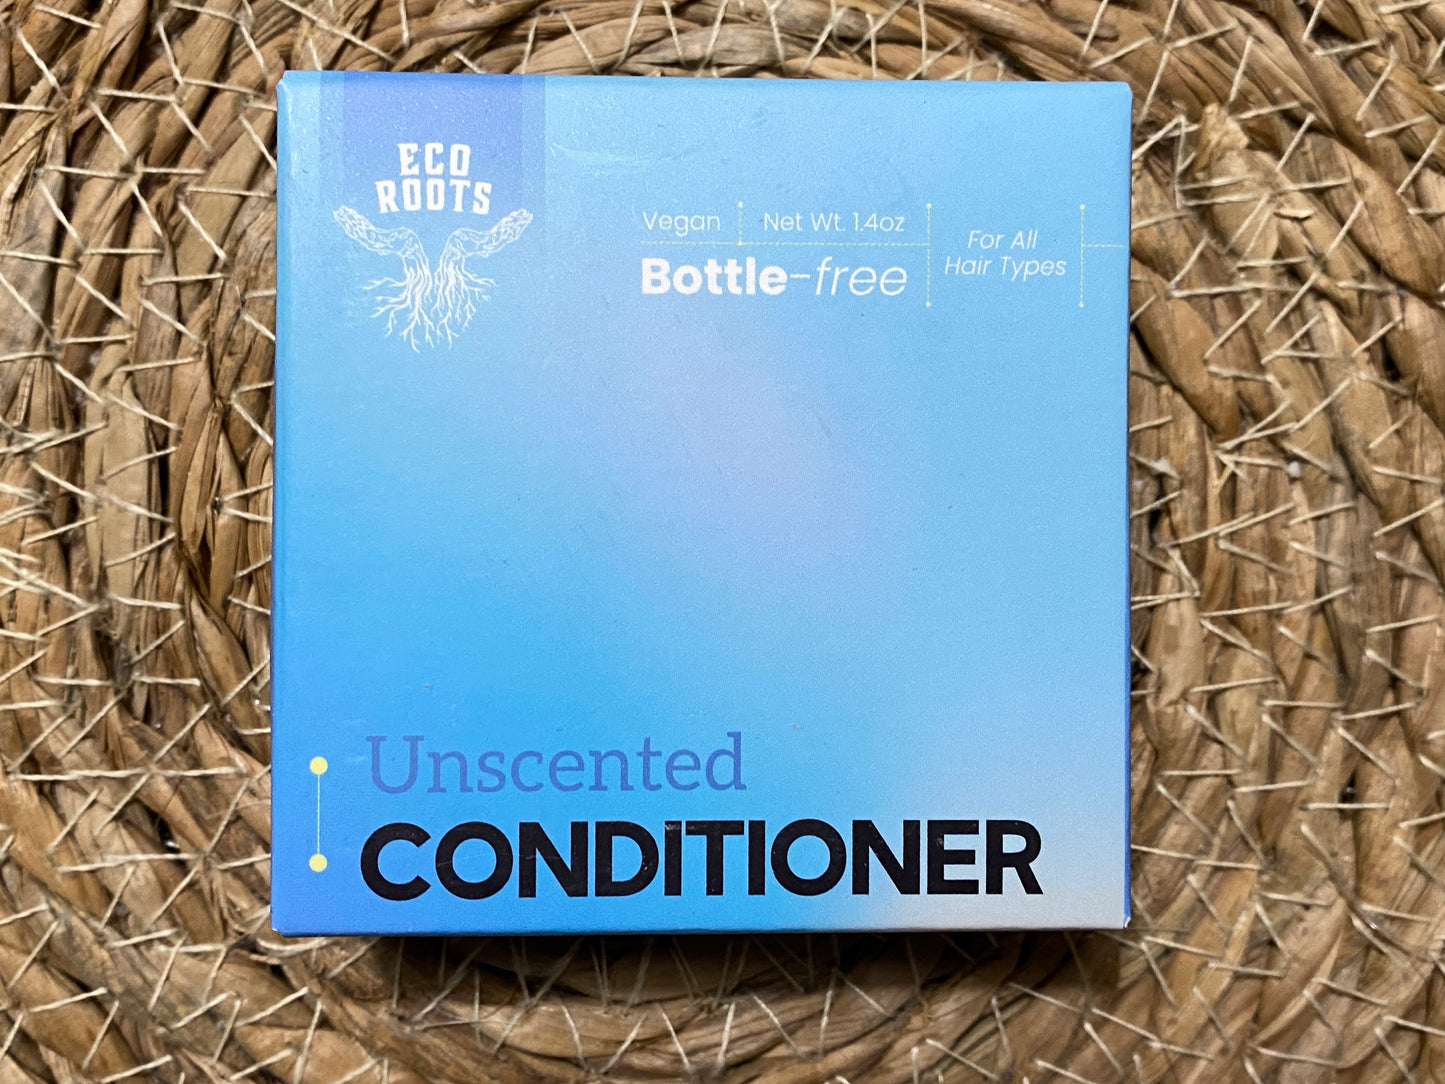 ECO
ROOTS
Vegan Net Wt. 1.4oz
Bottle-free
For All
Hair Types
Unscented
CONDITIONER